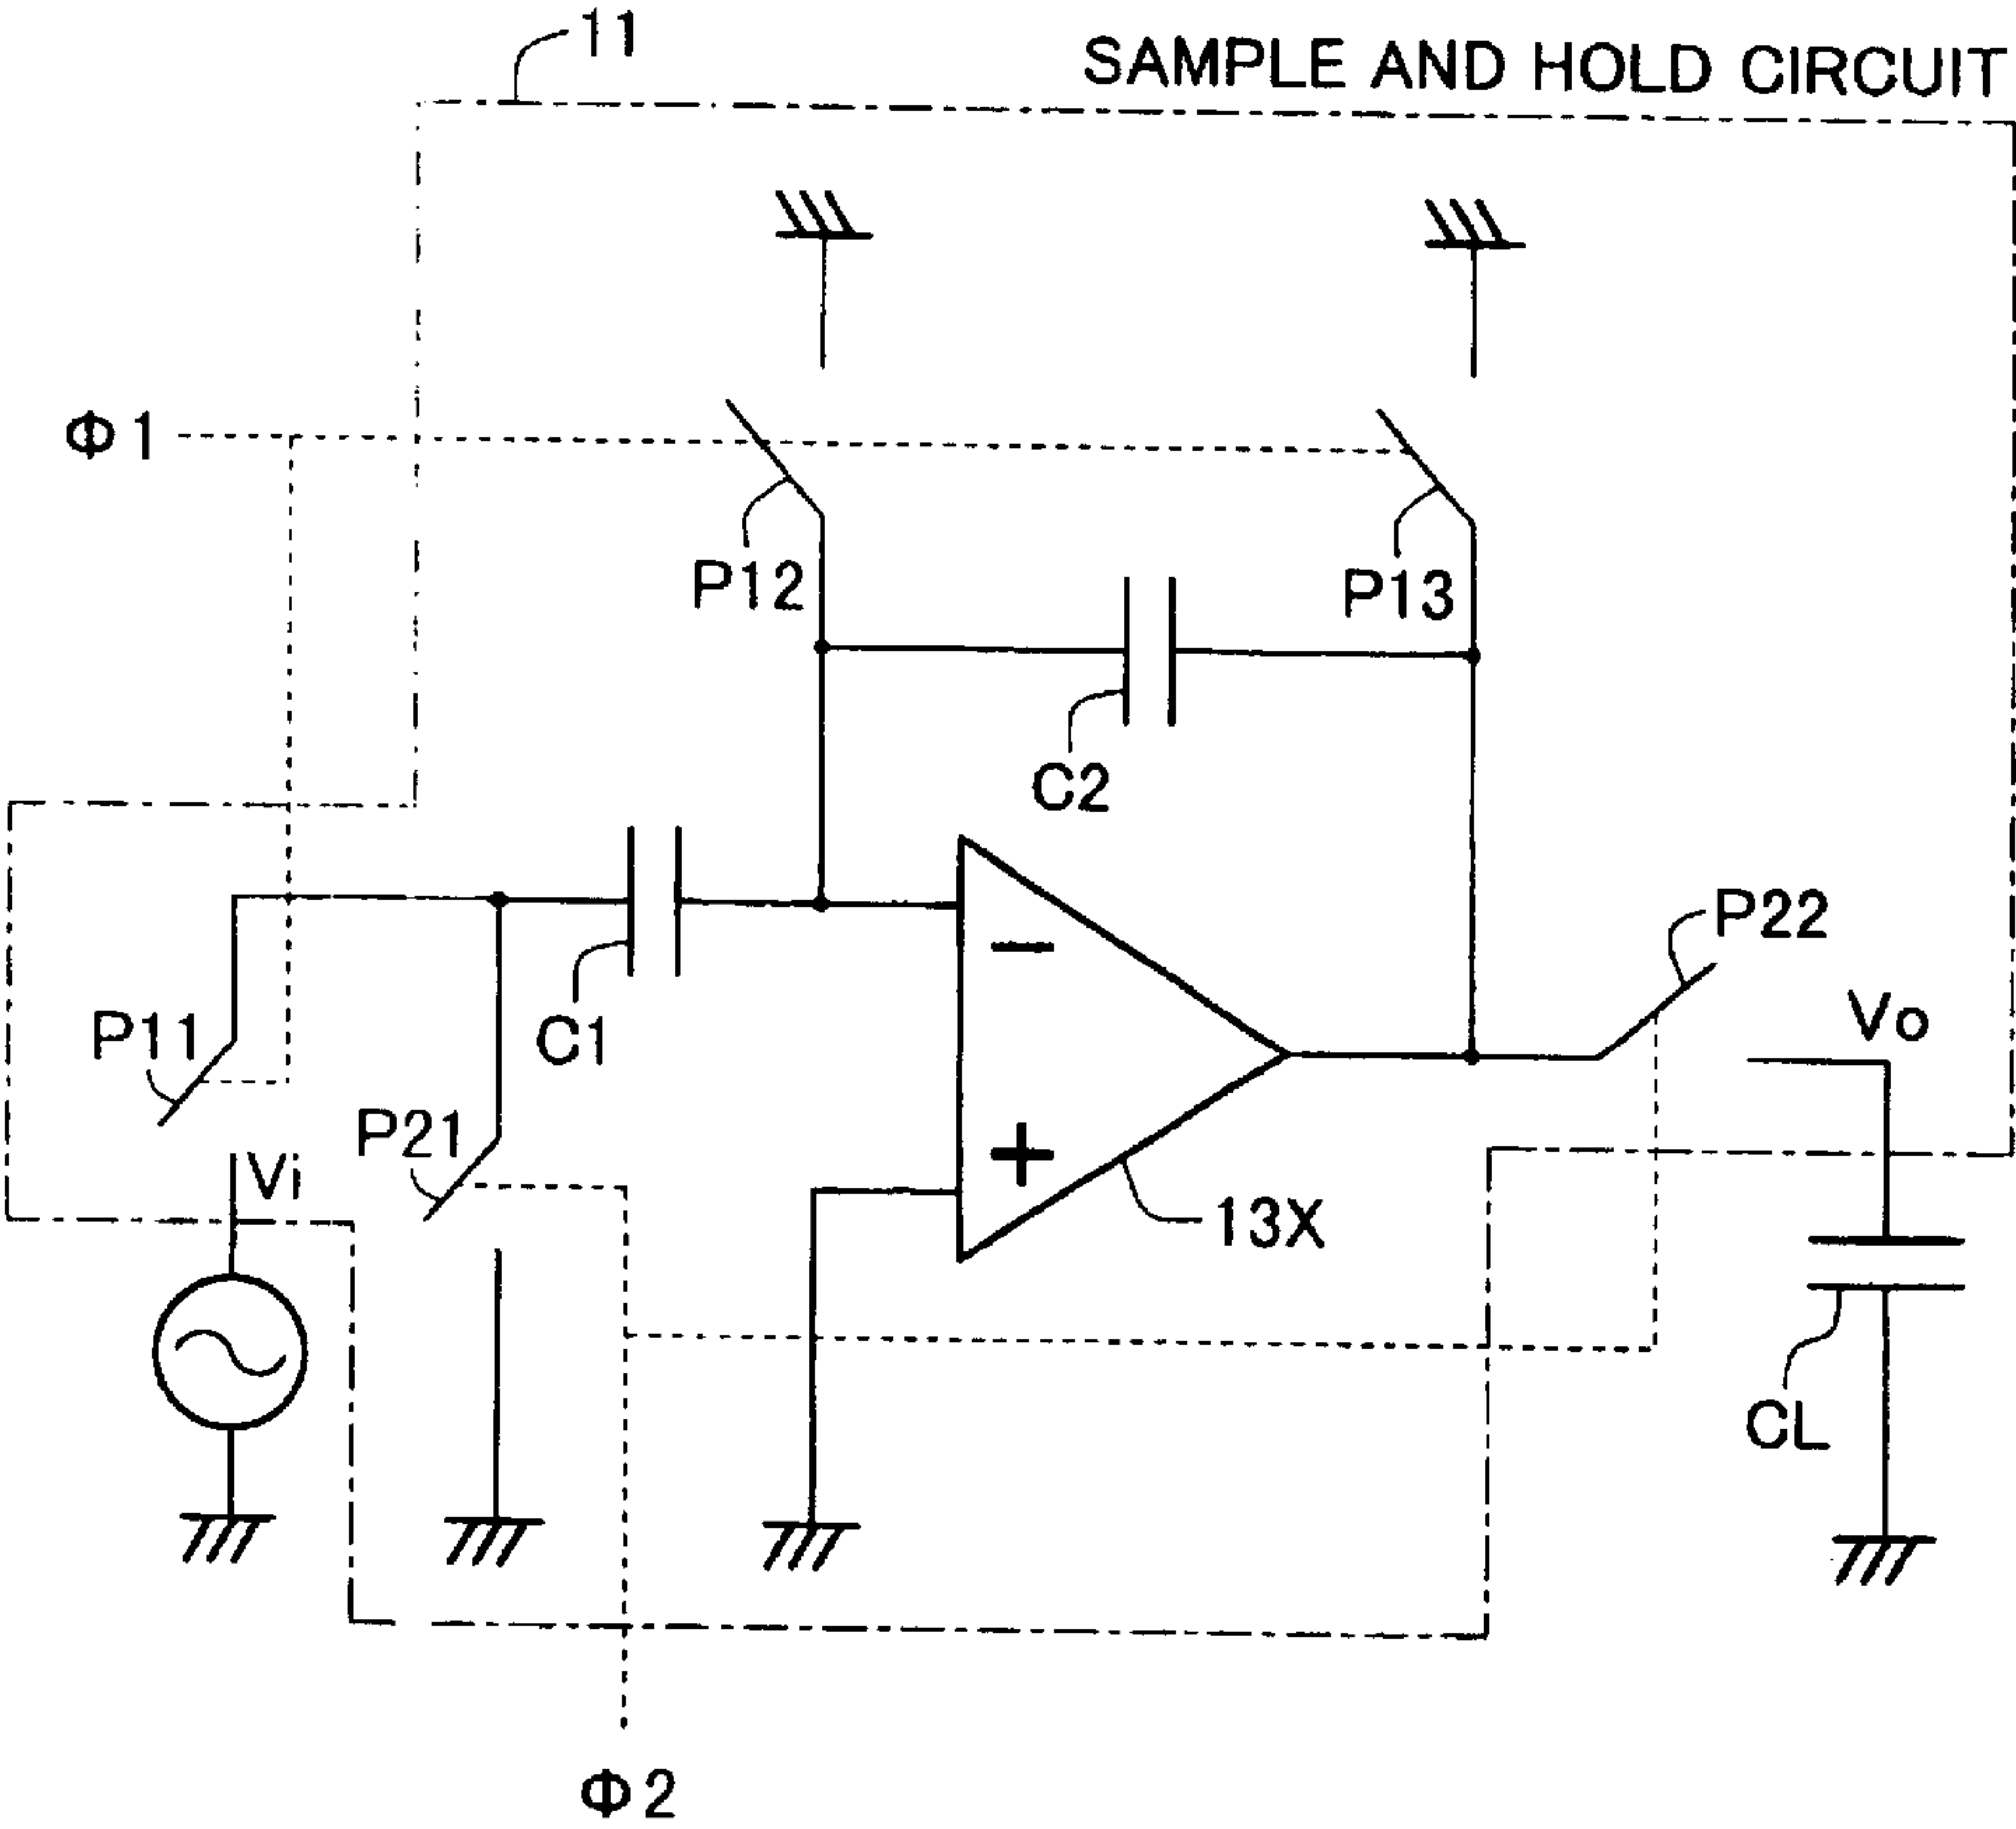 11
SAMPLE AND HOLD CIRCUIT
Φ1
P12
P13
C2
P22
P11
C1
Vo
P21
Vi
−
+
13X
CL
Φ2